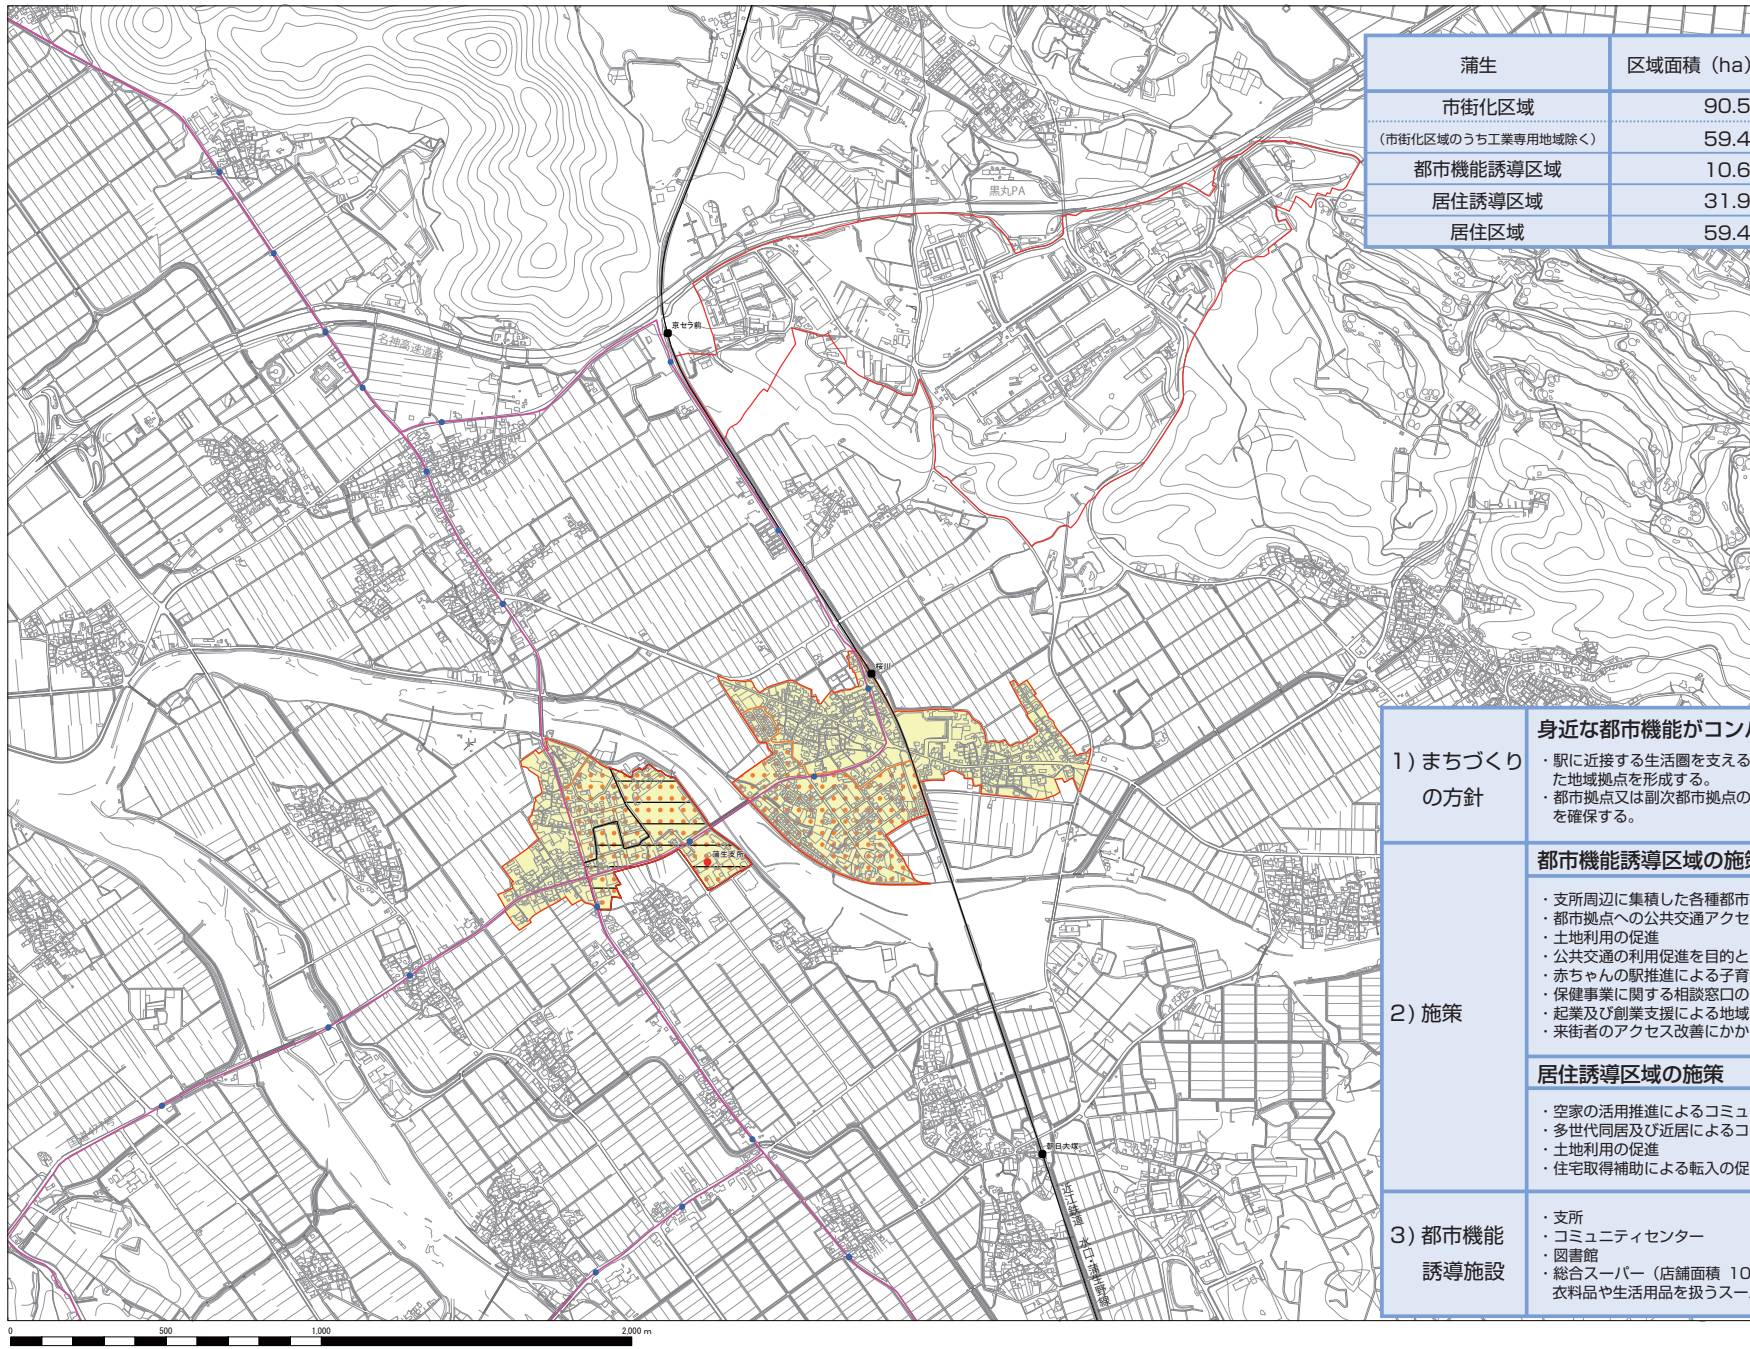 蒲生 区域面積（ha）
市街化区域 90.5
（市街化区域のうち工業専用地域除く） 59.4
都市機能誘導区域 10.6
居住誘導区域 31.9
居住区域 59.4
黒丸PA
京セラ前
名神高速道路
桜川
蒲生支所
朝日大塚
国道477号
近江鉄道 水口・蒲生野線
1）まちづくりの方針
身近な都市機能がコンパ
・駅に近接する生活圏を支える
た地域拠点を形成する。
・都市拠点又は副次都市拠点の
を確保する。
2）施策
都市機能誘導区域の施策
・支所周辺に集積した各種都市
・都市拠点への公共交通アクセ
・土地利用の促進
・公共交通の利用促進を目的と
・赤ちゃんの駅推進による子育
・保健事業に関する相談窓口の
・起業及び創業支援による地域
・来街者のアクセス改善にかか
居住誘導区域の施策
・空家の活用推進によるコミュ
・多世代同居及び近居によるコ
・土地利用の促進
・住宅取得補助による転入の促
3）都市機能
誘導施設
・支所
・コミュニティセンター
・図書館
・総合スーパー（店舗面積 10
衣料品や生活用品を扱うスー
0 500 1,000 2,000 m